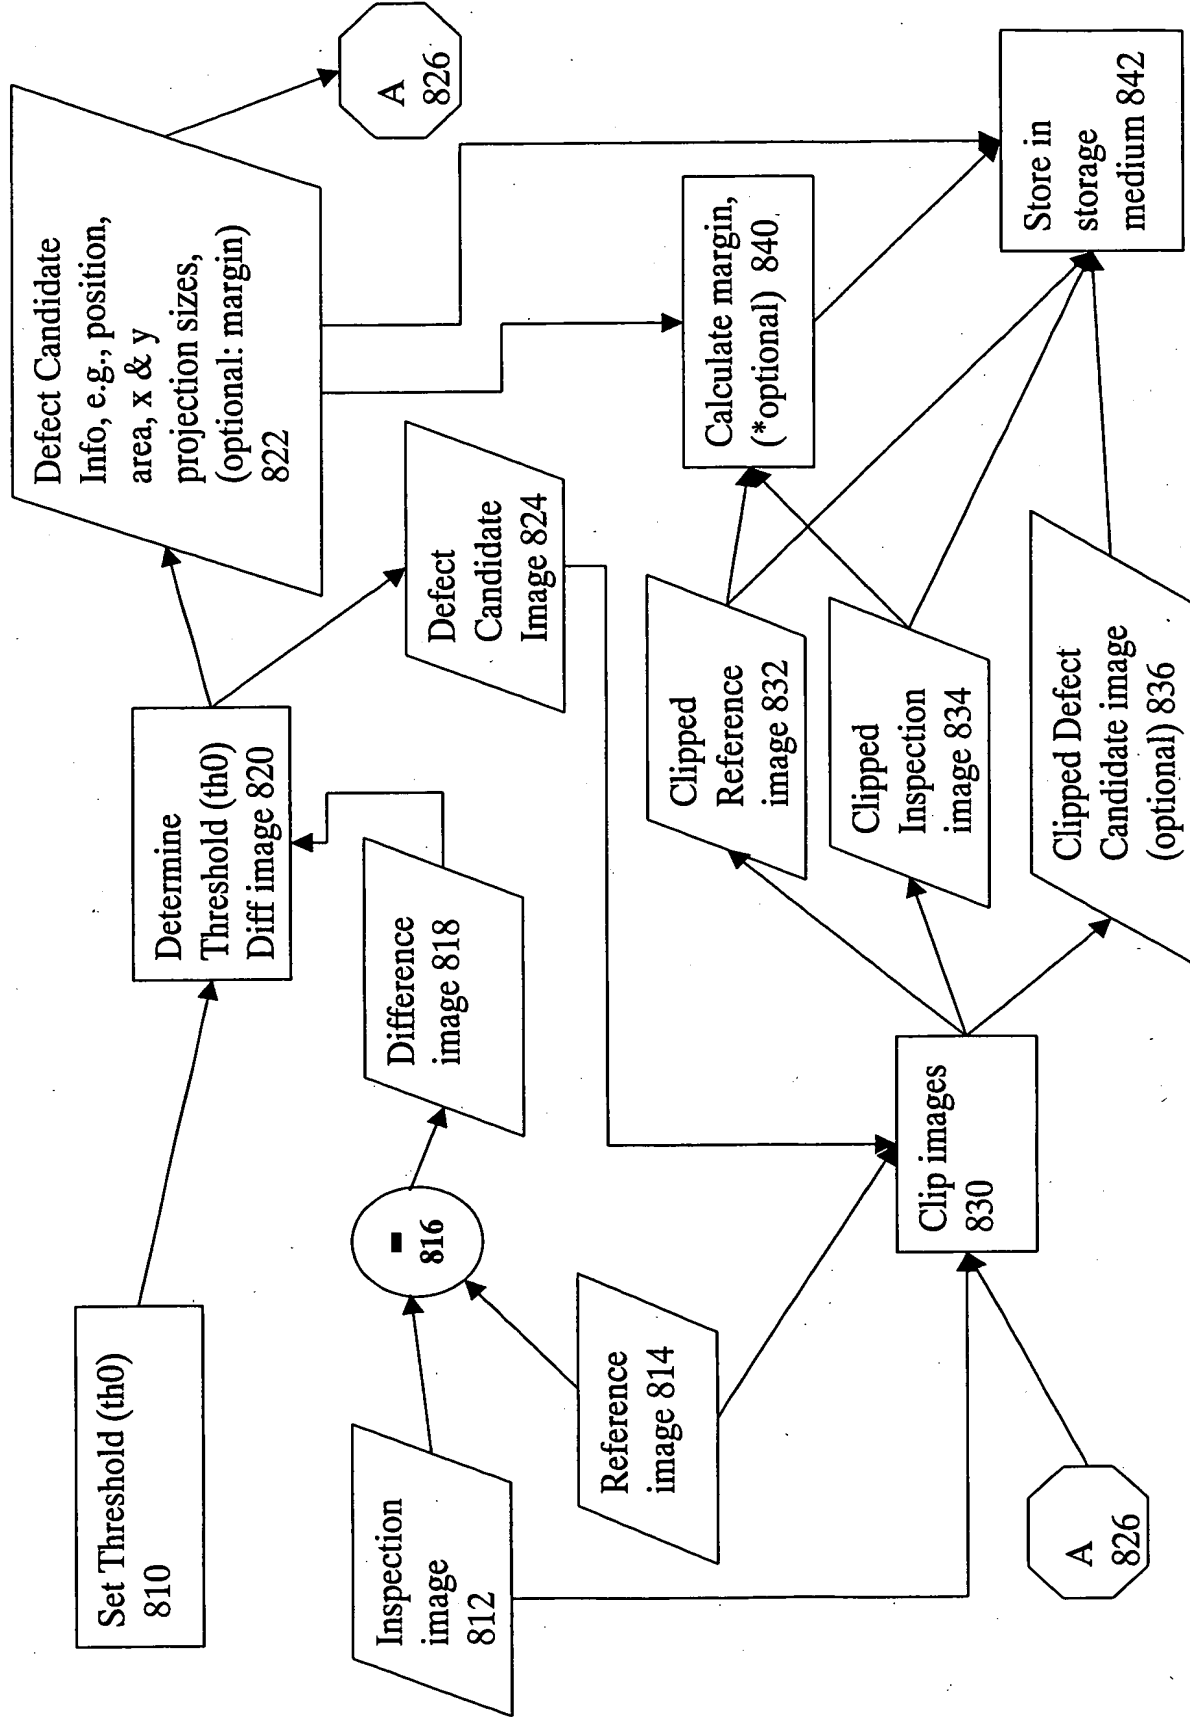 Set Threshold (th0)
810
Determine
Threshold (th0)
Diff image 820
Defect Candidate
Info, e.g., position,
area, x & y
projection sizes,
(optional: margin)
822
A
826
Inspection
image
812
-
816
Difference
image 818
Defect
Candidate
Image 824
Reference
image 814
Clipped
Reference
image 832
Calculate margin,
(*optional) 840
Clipped
Inspection
image 834
A
826
Clip images
830
Clipped Defect
Candidate image
(optional) 836
Store in
storage
medium 842